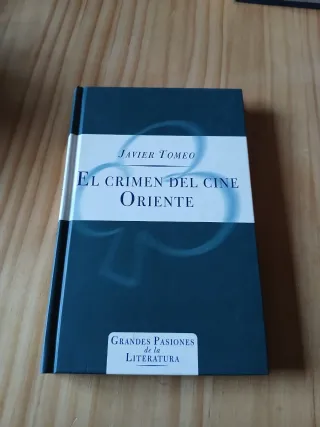 JAVIER TOMEO
EL CRIMEN DEL CINE
ORIENTE
GRANDES PASIONES
de la
LITERATURA